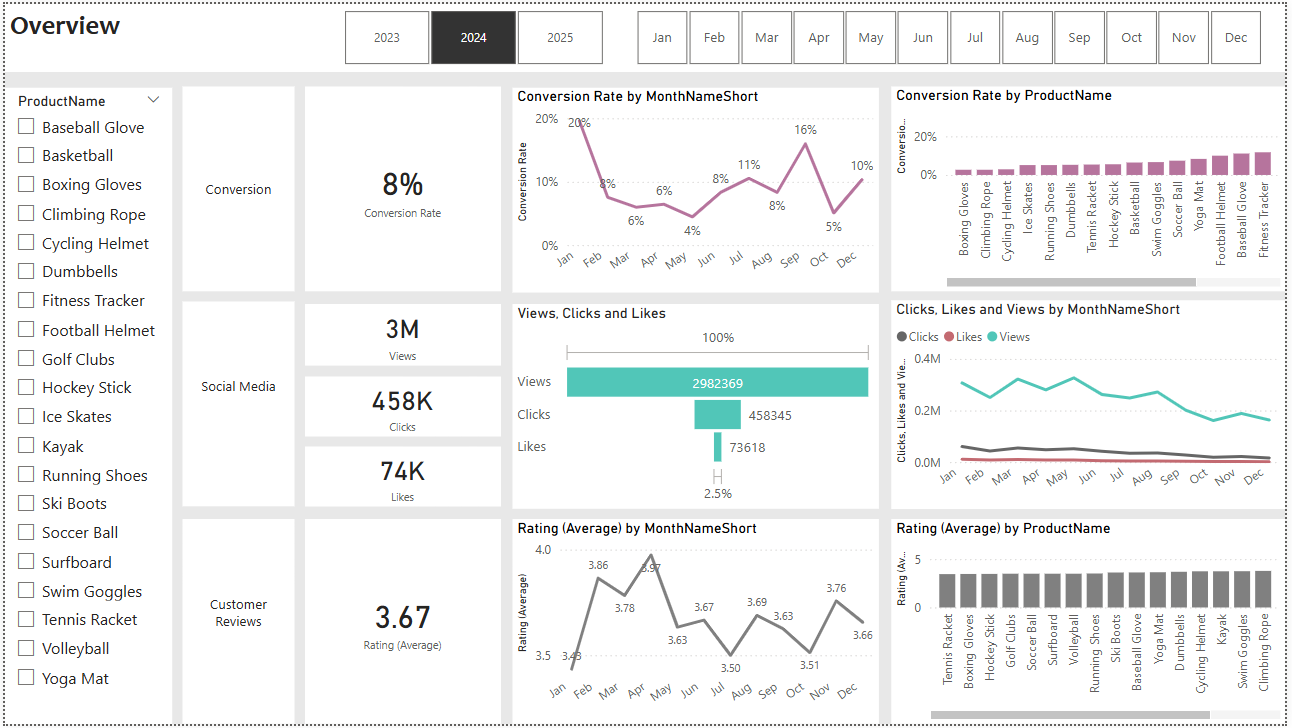 Overview
2023
2024
2025
Jan
Feb
Mar
Apr
May
Jun
Jul
Aug
Sep
Oct
Nov
Dec
ProductName
Baseball Glove
Basketball
Boxing Gloves
Climbing Rope
Cycling Helmet
Dumbbells
Fitness Tracker
Football Helmet
Golf Clubs
Hockey Stick
Ice Skates
Kayak
Running Shoes
Ski Boots
Soccer Ball
Surfboard
Swim Goggles
Tennis Racket
Volleyball
Yoga Mat
Conversion
8%
Conversion Rate
Conversion Rate by MonthNameShort
Conversion Rate
20%
10%
0%
20%
8%
6%
6%
4%
8%
11%
8%
16%
5%
10%
Jan
Feb
Mar
Apr
May
Jun
Jul
Aug
Sep
Oct
Dec
Conversion Rate by ProductName
Conversio...
20%
0%
Boxing Gloves
Climbing Rope
Cycling Helmet
Ice Skates
Running Shoes
Dumbbells
Tennis Racket
Hockey Stick
Basketball
Swim Goggles
Soccer Ball
Yoga Mat
Football Helmet
Baseball Glove
Fitness Tracker
Social Media
3M
Views
458K
Clicks
74K
Likes
Views, Clicks and Likes
100%
Views
2982369
Clicks
458345
Likes
73618
2.5%
Clicks, Likes and Views by MonthNameShort
Clicks
Likes
Views
Clicks, Likes and Vie...
0.4M
0.2M
0.0M
Jan
Feb
Mar
Apr
May
Jun
Jul
Aug
Sep
Oct
Nov
Dec
Customer
Reviews
3.67
Rating (Average)
Rating (Average) by MonthNameShort
Rating (Average)
4.0
3.5
3.43
3.86
3.78
3.97
3.63
3.67
3.50
3.69
3.63
3.51
3.76
3.66
Jan
Feb
Mar
Apr
May
Jun
Jul
Aug
Sep
Oct
Nov
Dec
Rating (Average) by ProductName
Rating (Av...
5
0
Tennis Racket
Boxing Gloves
Hockey Stick
Golf Clubs
Soccer Ball
Surfboard
Volleyball
Running Shoes
Ski Boots
Baseball Glove
Yoga Mat
Dumbbells
Cycling Helmet
Kayak
Swim Goggles
Climbing Rope